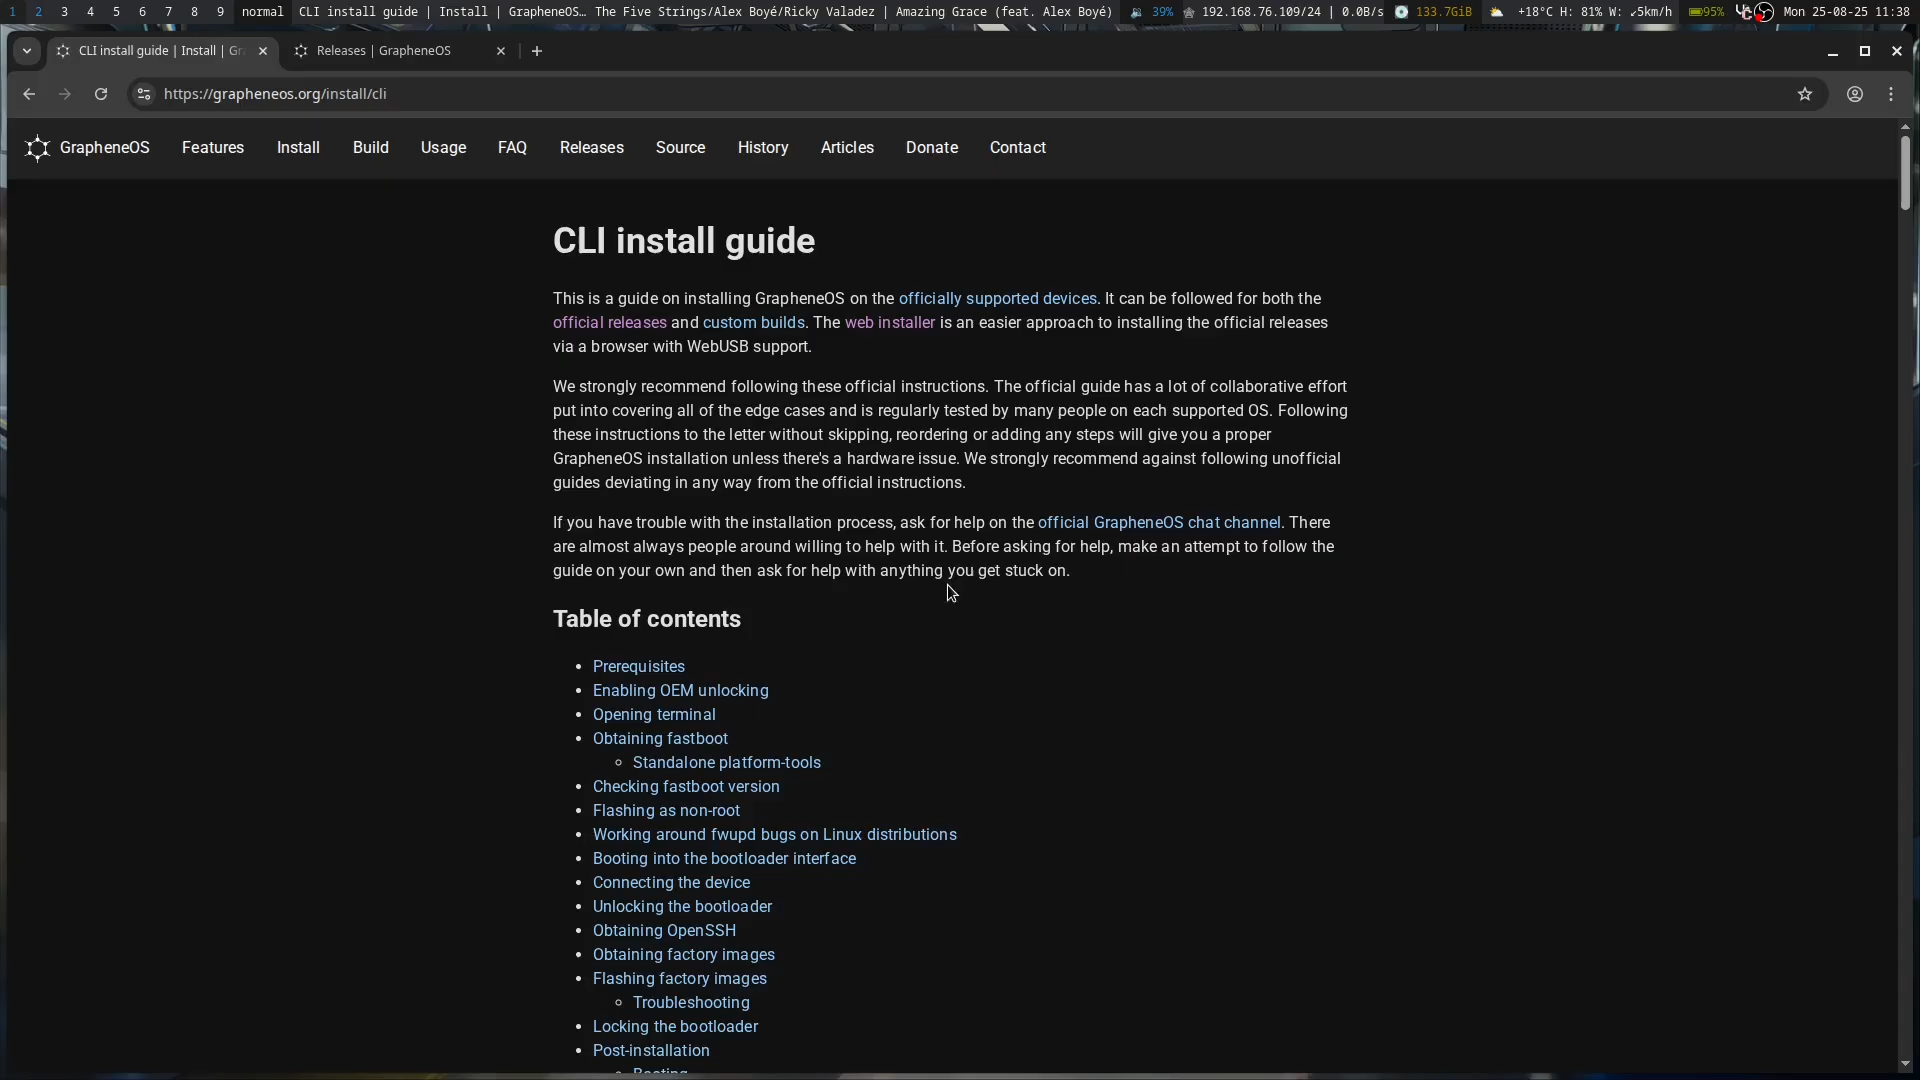 1 2 3 4 5 6 7 8 9 normal CLI install guide | Install | GrapheneOS… The Five Strings/Alex Boyé/Ricky Valadez | Amazing Grace (feat. Alex Boyé) 39% 192.168.76.109/24 | 0.0B/s 133.7GiB +18°C H: 81% W: ↙5km/h 95% Mon 25-08-25 11:38
CLI install guide | Install | Gra Releases | GrapheneOS
https://grapheneos.org/install/cli
GrapheneOS Features Install Build Usage FAQ Releases Source History Articles Donate Contact
CLI install guide
This is a guide on installing GrapheneOS on the officially supported devices. It can be followed for both the
official releases and custom builds. The web installer is an easier approach to installing the official releases
via a browser with WebUSB support.
We strongly recommend following these official instructions. The official guide has a lot of collaborative effort
put into covering all of the edge cases and is regularly tested by many people on each supported OS. Following
these instructions to the letter without skipping, reordering or adding any steps will give you a proper
GrapheneOS installation unless there's a hardware issue. We strongly recommend against following unofficial
guides deviating in any way from the official instructions.
If you have trouble with the installation process, ask for help on the official GrapheneOS chat channel. There
are almost always people around willing to help with it. Before asking for help, make an attempt to follow the
guide on your own and then ask for help with anything you get stuck on.
Table of contents
• Prerequisites
• Enabling OEM unlocking
• Opening terminal
• Obtaining fastboot
◦ Standalone platform-tools
• Checking fastboot version
• Flashing as non-root
• Working around fwupd bugs on Linux distributions
• Booting into the bootloader interface
• Connecting the device
• Unlocking the bootloader
• Obtaining OpenSSH
• Obtaining factory images
• Flashing factory images
◦ Troubleshooting
• Locking the bootloader
• Post-installation
◦ Booting